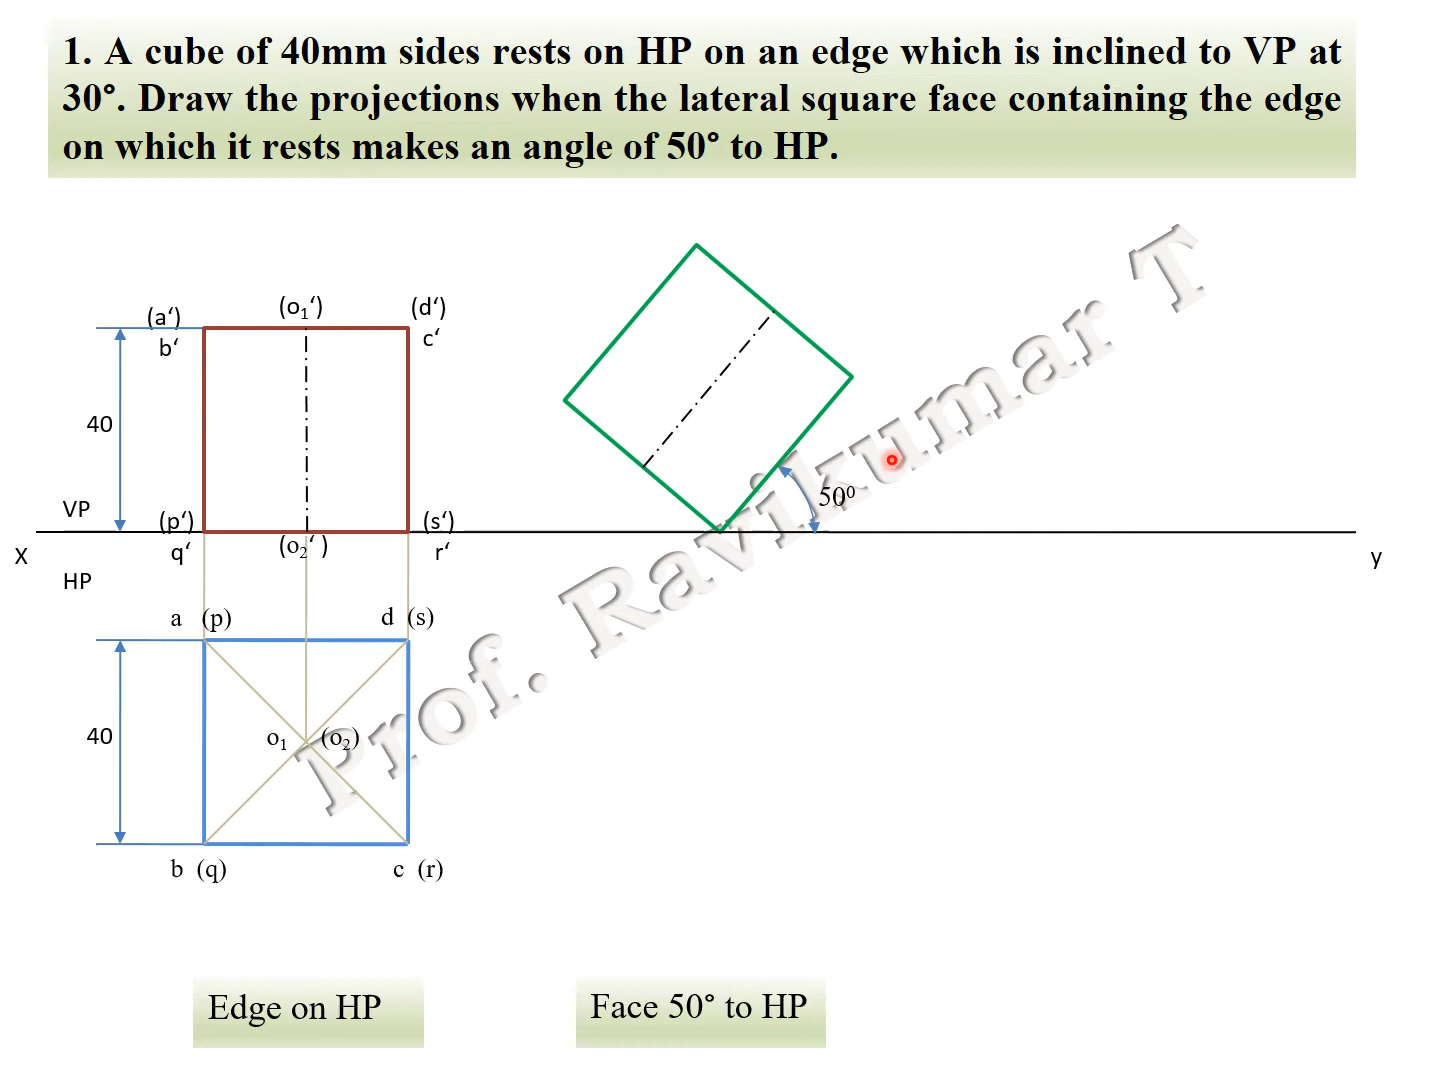 1. A cube of 40mm sides rests on HP on an edge which is inclined to VP at
30°. Draw the projections when the lateral square face containing the edge
on which it rests makes an angle of 50° to HP.
(a‘) (o₁‘) (d‘)
b‘ c‘
40
50⁰
VP (p‘) (s‘)
X q‘ (o₂‘ ) r‘ y
HP
a (p) d (s)
40 o₁ (o₂)
b (q) c (r)
Prof. Ravikumar T
Edge on HP Face 50° to HP